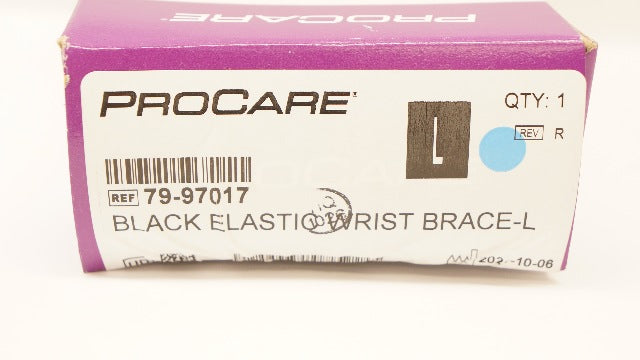 PROCARE
PROCARE
QTY: 1
L
REV R
REF 79-97017
BLACK ELASTIC WRIST BRACE-L